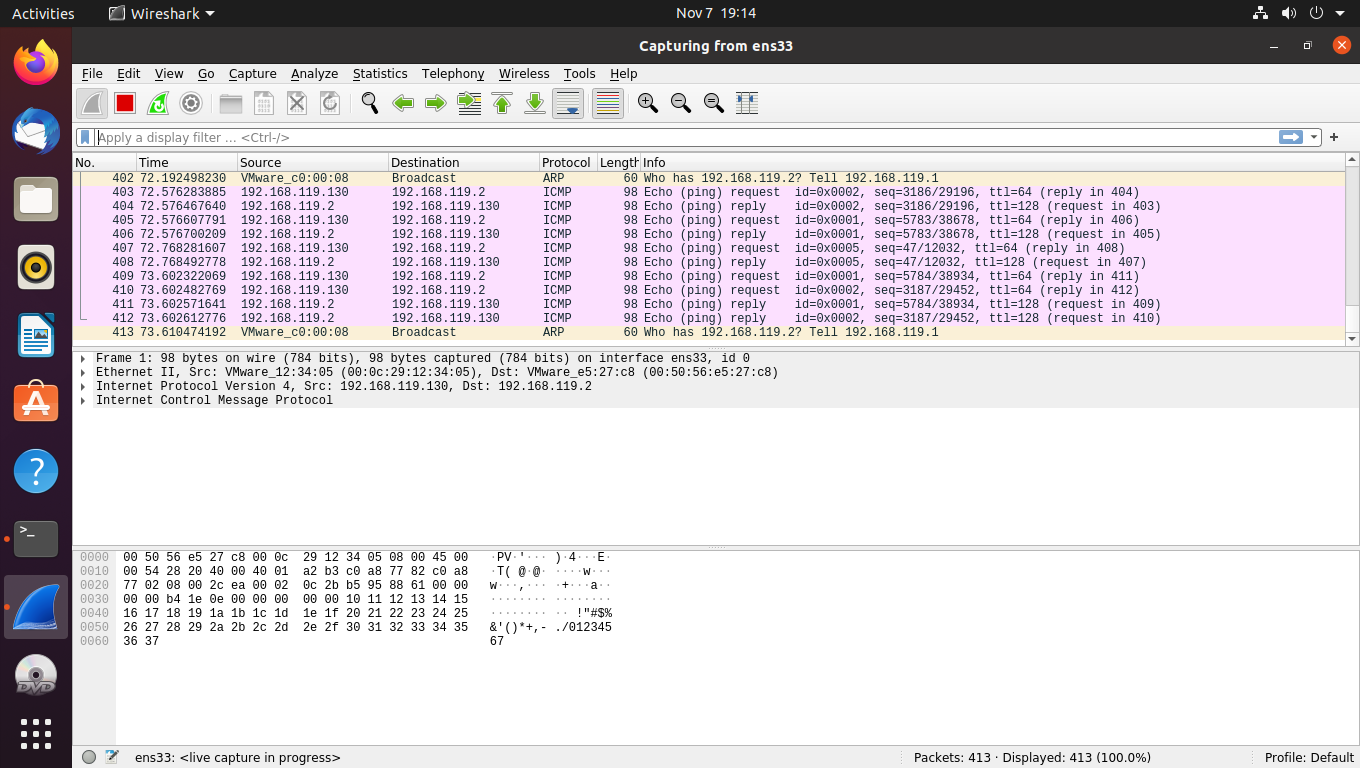 Activities Wireshark Nov 7 19:14
Capturing from ens33
File Edit View Go Capture Analyze Statistics Telephony Wireless Tools Help
Apply a display filter ... <Ctrl-/> +
No. Time Source Destination Protocol Length Info
402 72.192498230 VMware_c0:00:08 Broadcast ARP 60 Who has 192.168.119.2? Tell 192.168.119.1
403 72.576283885 192.168.119.130 192.168.119.2 ICMP 98 Echo (ping) request id=0x0002, seq=3186/29196, ttl=64 (reply in 404)
404 72.576467640 192.168.119.2 192.168.119.130 ICMP 98 Echo (ping) reply id=0x0002, seq=3186/29196, ttl=128 (request in 403)
405 72.576607791 192.168.119.130 192.168.119.2 ICMP 98 Echo (ping) request id=0x0001, seq=5783/38678, ttl=64 (reply in 406)
406 72.576700209 192.168.119.2 192.168.119.130 ICMP 98 Echo (ping) reply id=0x0001, seq=5783/38678, ttl=128 (request in 405)
407 72.768281607 192.168.119.130 192.168.119.2 ICMP 98 Echo (ping) request id=0x0005, seq=47/12032, ttl=64 (reply in 408)
408 72.768492778 192.168.119.2 192.168.119.130 ICMP 98 Echo (ping) reply id=0x0005, seq=47/12032, ttl=128 (request in 407)
409 73.602322069 192.168.119.130 192.168.119.2 ICMP 98 Echo (ping) request id=0x0001, seq=5784/38934, ttl=64 (reply in 411)
410 73.602482769 192.168.119.130 192.168.119.2 ICMP 98 Echo (ping) request id=0x0002, seq=3187/29452, ttl=64 (reply in 412)
411 73.602571641 192.168.119.2 192.168.119.130 ICMP 98 Echo (ping) reply id=0x0001, seq=5784/38934, ttl=128 (request in 409)
412 73.602612776 192.168.119.2 192.168.119.130 ICMP 98 Echo (ping) reply id=0x0002, seq=3187/29452, ttl=128 (request in 410)
413 73.610474192 VMware_c0:00:08 Broadcast ARP 60 Who has 192.168.119.2? Tell 192.168.119.1
Frame 1: 98 bytes on wire (784 bits), 98 bytes captured (784 bits) on interface ens33, id 0
Ethernet II, Src: VMware_12:34:05 (00:0c:29:12:34:05), Dst: VMware_e5:27:c8 (00:50:56:e5:27:c8)
Internet Protocol Version 4, Src: 192.168.119.130, Dst: 192.168.119.2
Internet Control Message Protocol
0000 00 50 56 e5 27 c8 00 0c 29 12 34 05 08 00 45 00 ·PV·'··· )·4···E·
0010 00 54 28 20 40 00 40 01 a2 b3 c0 a8 77 82 c0 a8 ·T( @·@· ····w···
0020 77 02 08 00 2c ea 00 02 0c 2b b5 95 88 61 00 00 w···,··· ·+···a··
0030 00 00 b4 1e 0e 00 00 00 00 00 10 11 12 13 14 15 ········ ········
0040 16 17 18 19 1a 1b 1c 1d 1e 1f 20 21 22 23 24 25 ········ ·· !"#$%
0050 26 27 28 29 2a 2b 2c 2d 2e 2f 30 31 32 33 34 35 &'()*+,- ./012345
0060 36 37 67
ens33: <live capture in progress> Packets: 413 · Displayed: 413 (100.0%) Profile: Default